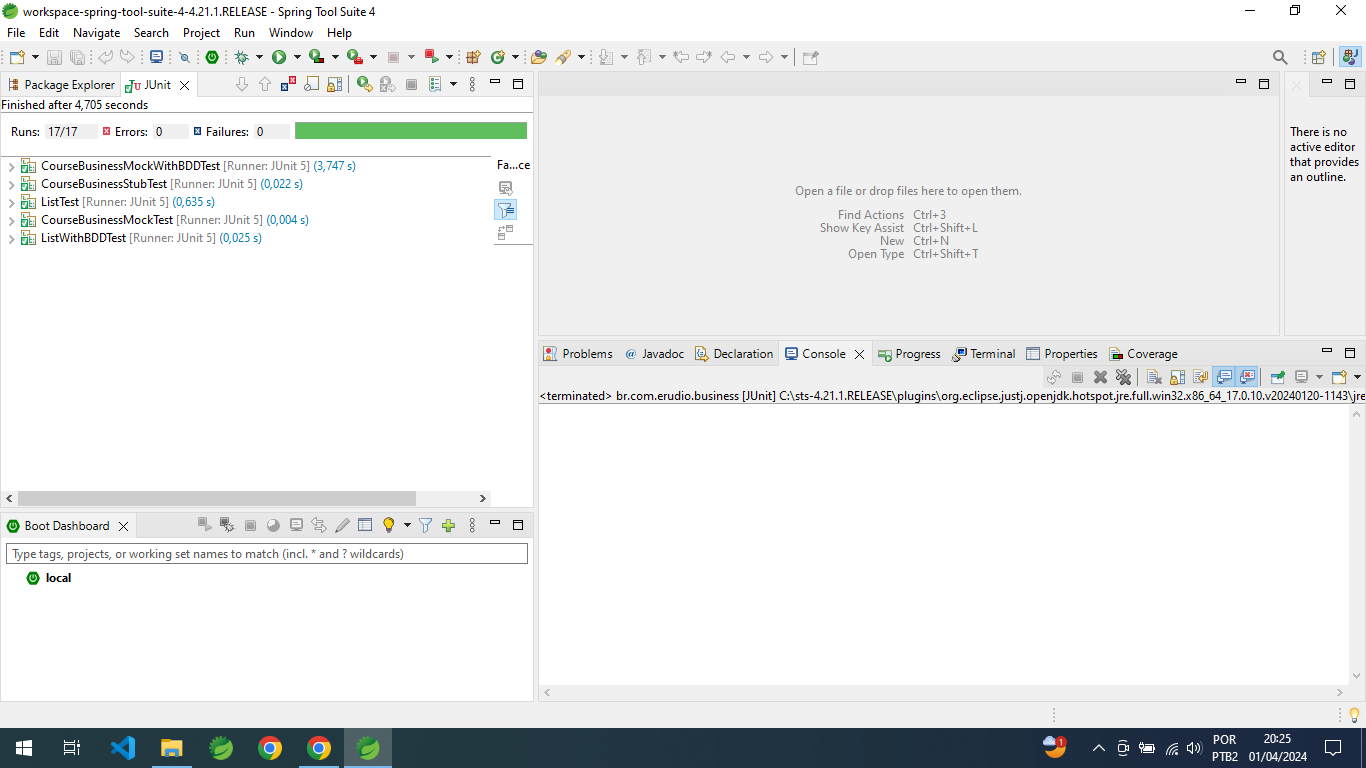 workspace-spring-tool-suite-4-4.21.1.RELEASE - Spring Tool Suite 4
File Edit Navigate Search Project Run Window Help
Package Explorer JUnit
Finished after 4,705 seconds
Runs: 17/17 Errors: 0 Failures: 0
CourseBusinessMockWithBDDTest [Runner: JUnit 5] (3,747 s)
CourseBusinessStubTest [Runner: JUnit 5] (0,022 s)
ListTest [Runner: JUnit 5] (0,635 s)
CourseBusinessMockTest [Runner: JUnit 5] (0,004 s)
ListWithBDDTest [Runner: JUnit 5] (0,025 s)
Fa...ce
Open a file or drop files here to open them.
Find Actions Ctrl+3
Show Key Assist Ctrl+Shift+L
New Ctrl+N
Open Type Ctrl+Shift+T
There is no
active editor
that provides
an outline.
Problems @ Javadoc Declaration Console Progress Terminal Properties Coverage
<terminated> br.com.erudio.business [JUnit] C:\sts-4.21.1.RELEASE\plugins\org.eclipse.justj.openjdk.hotspot.jre.full.win32.x86_64_17.0.10.v20240120-1143\jre
Boot Dashboard
Type tags, projects, or working set names to match (incl. * and ? wildcards)
local
1
POR
PTB2
20:25
01/04/2024